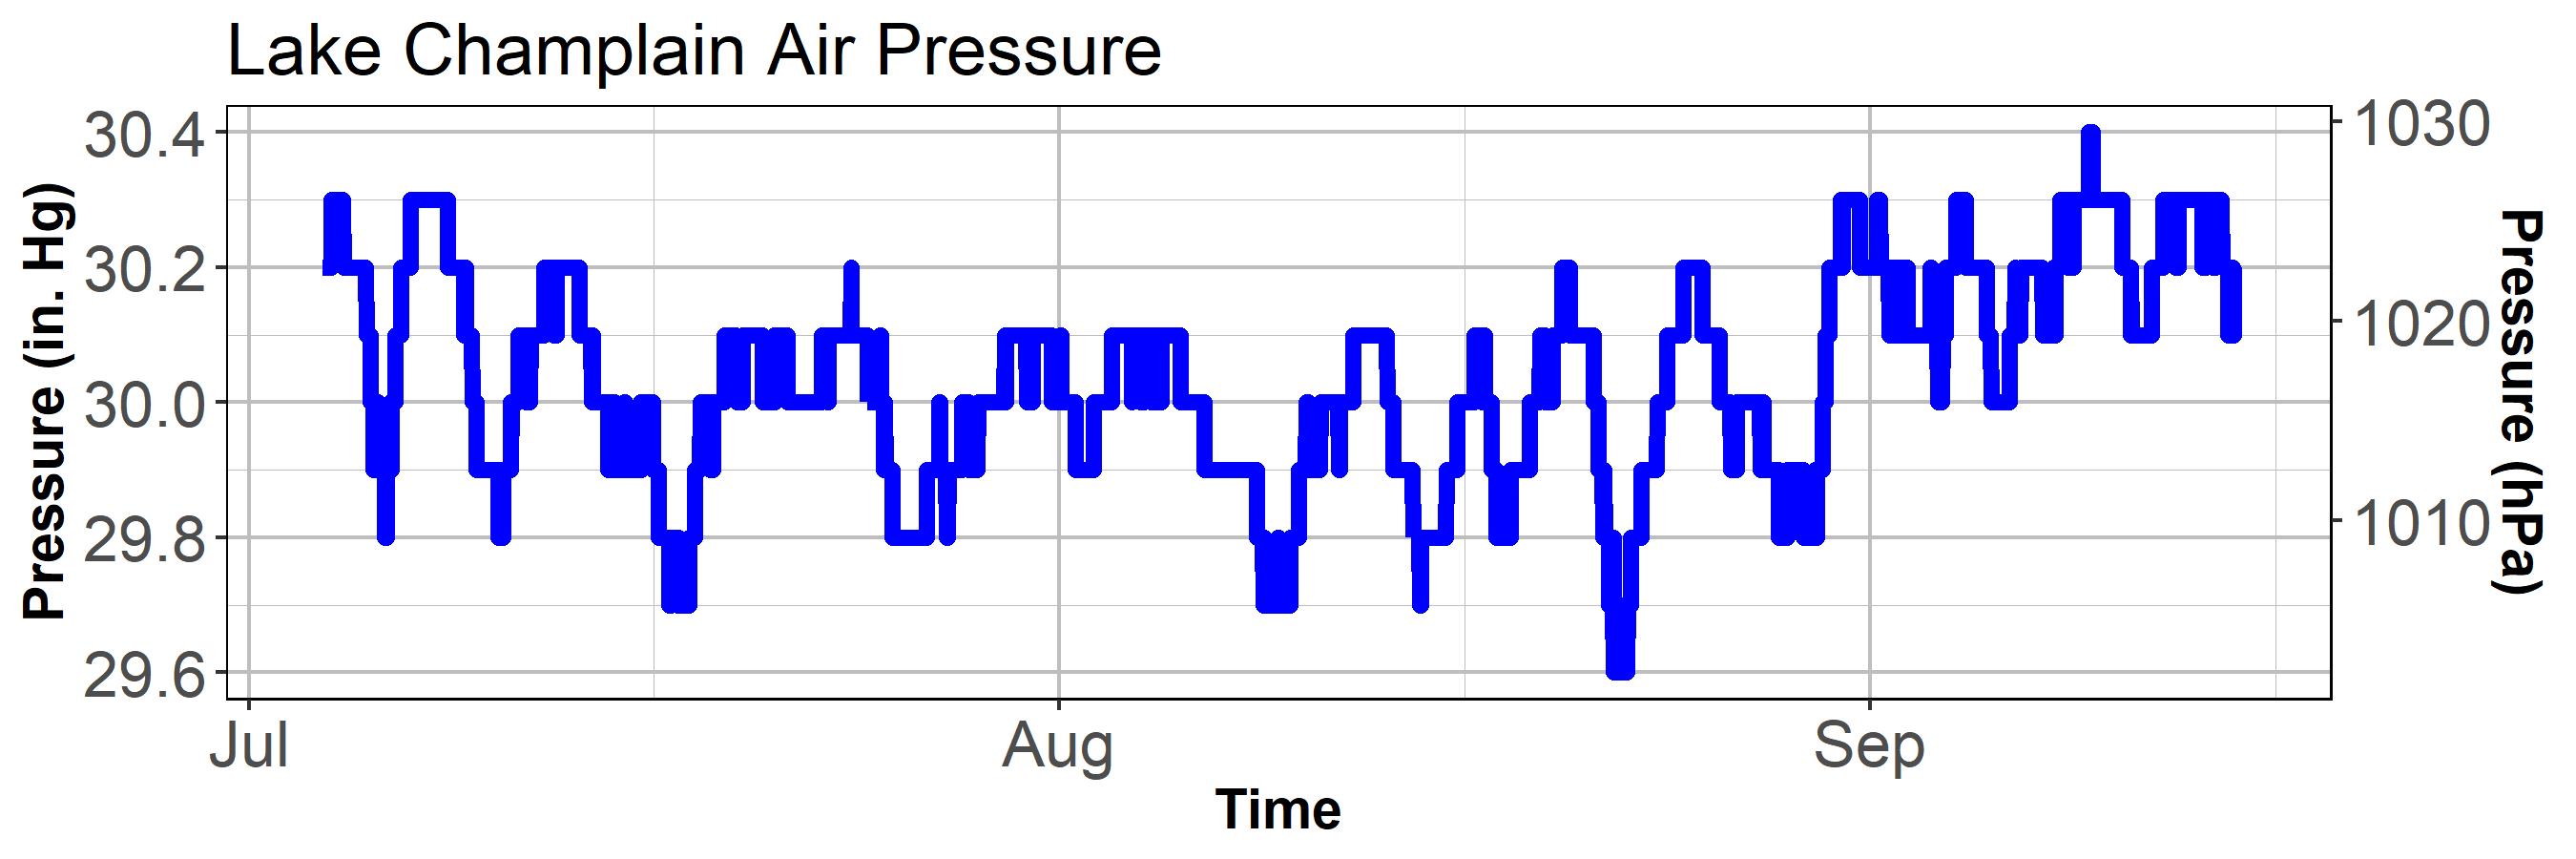 Lake Champlain Air Pressure
30.4
30.2
30.0
29.8
29.6
Pressure (in. Hg)
1030
1020
1010
Pressure (hPa)
Jul
Aug
Sep
Time